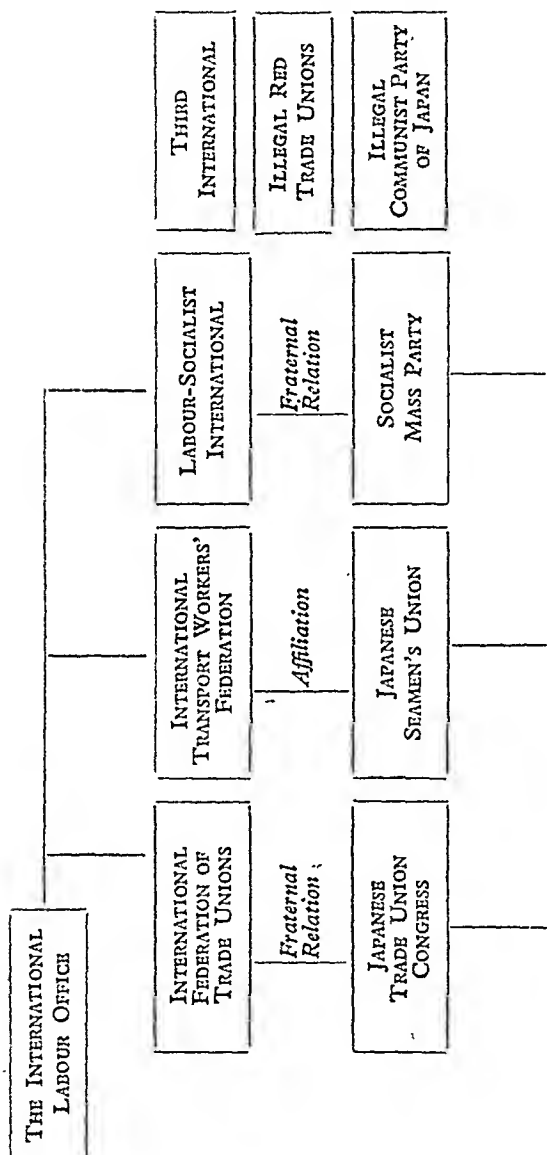 THE INTERNATIONAL
LABOUR OFFICE
INTERNATIONAL
FEDERATION OF
TRADE UNIONS
INTERNATIONAL
TRANSPORT WORKERS'
FEDERATION
LABOUR-SOCIALIST
INTERNATIONAL
THIRD
INTERNATIONAL
Fraternal
Relation
Affiliation
Fraternal
Relation
ILLEGAL RED
TRADE UNIONS
JAPANESE
TRADE UNION
CONGRESS
JAPANESE
SEAMEN'S UNION
SOCIALIST
MASS PARTY
ILLEGAL
COMMUNIST PARTY
OF JAPAN